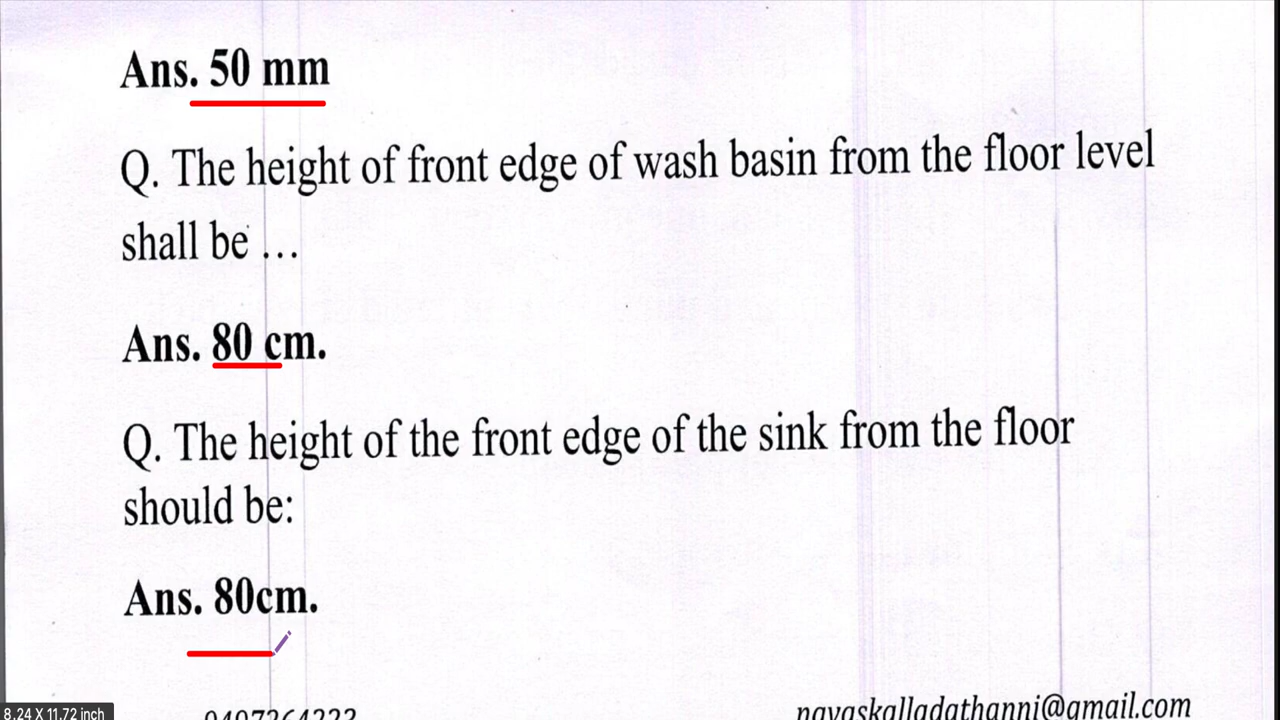 Ans. 50 mm
Q. The height of front edge of wash basin from the floor level
shall be ...
Ans. 80 cm.
Q. The height of the front edge of the sink from the floor
should be:
Ans. 80cm.
8.24 X 11.72 inch
9497264222
navaskalladathanni@gmail.com